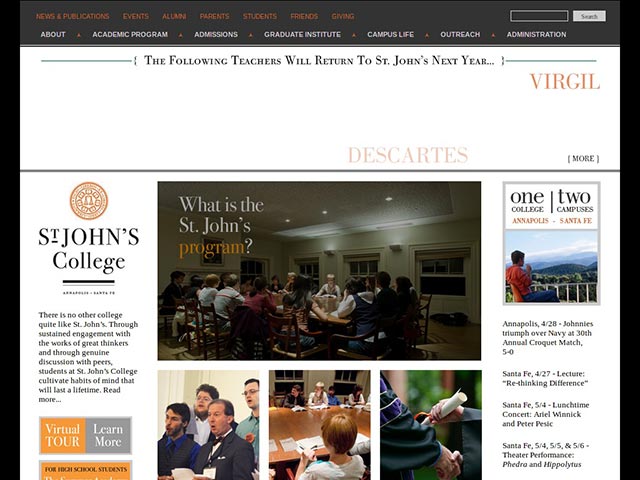 NEWS & PUBLICATIONS EVENTS ALUMNI PARENTS STUDENTS FRIENDS GIVING
Search
ABOUT ACADEMIC PROGRAM ADMISSIONS GRADUATE INSTITUTE CAMPUS LIFE OUTREACH ADMINISTRATION
{ The Following Teachers Will Return To St. John's Next Year... }
VIRGIL
DESCARTES
{ MORE }
ST JOHN'S
College
ANNAPOLIS • SANTA FE
There is no other college
quite like St. John's. Through
sustained engagement with
the works of great thinkers
and through genuine
discussion with peers,
students at St. John's College
cultivate habits of mind that
will last a lifetime. Read
more...
Virtual
TOUR
Learn
More
FOR HIGH SCHOOL STUDENTS
The Summer Academy
What is the
St. John's
program?
one | two
COLLEGE CAMPUSES
ANNAPOLIS - SANTA FE
Annapolis, 4/28 - Johnnies
triumph over Navy at 30th
Annual Croquet Match,
5-0
Santa Fe, 4/27 - Lecture:
“Re-thinking Difference”
Santa Fe, 5/4 - Lunchtime
Concert: Ariel Winnick
and Peter Pesic
Santa Fe, 5/4, 5/5, & 5/6 -
Theater Performance:
Phedra and Hippolytus